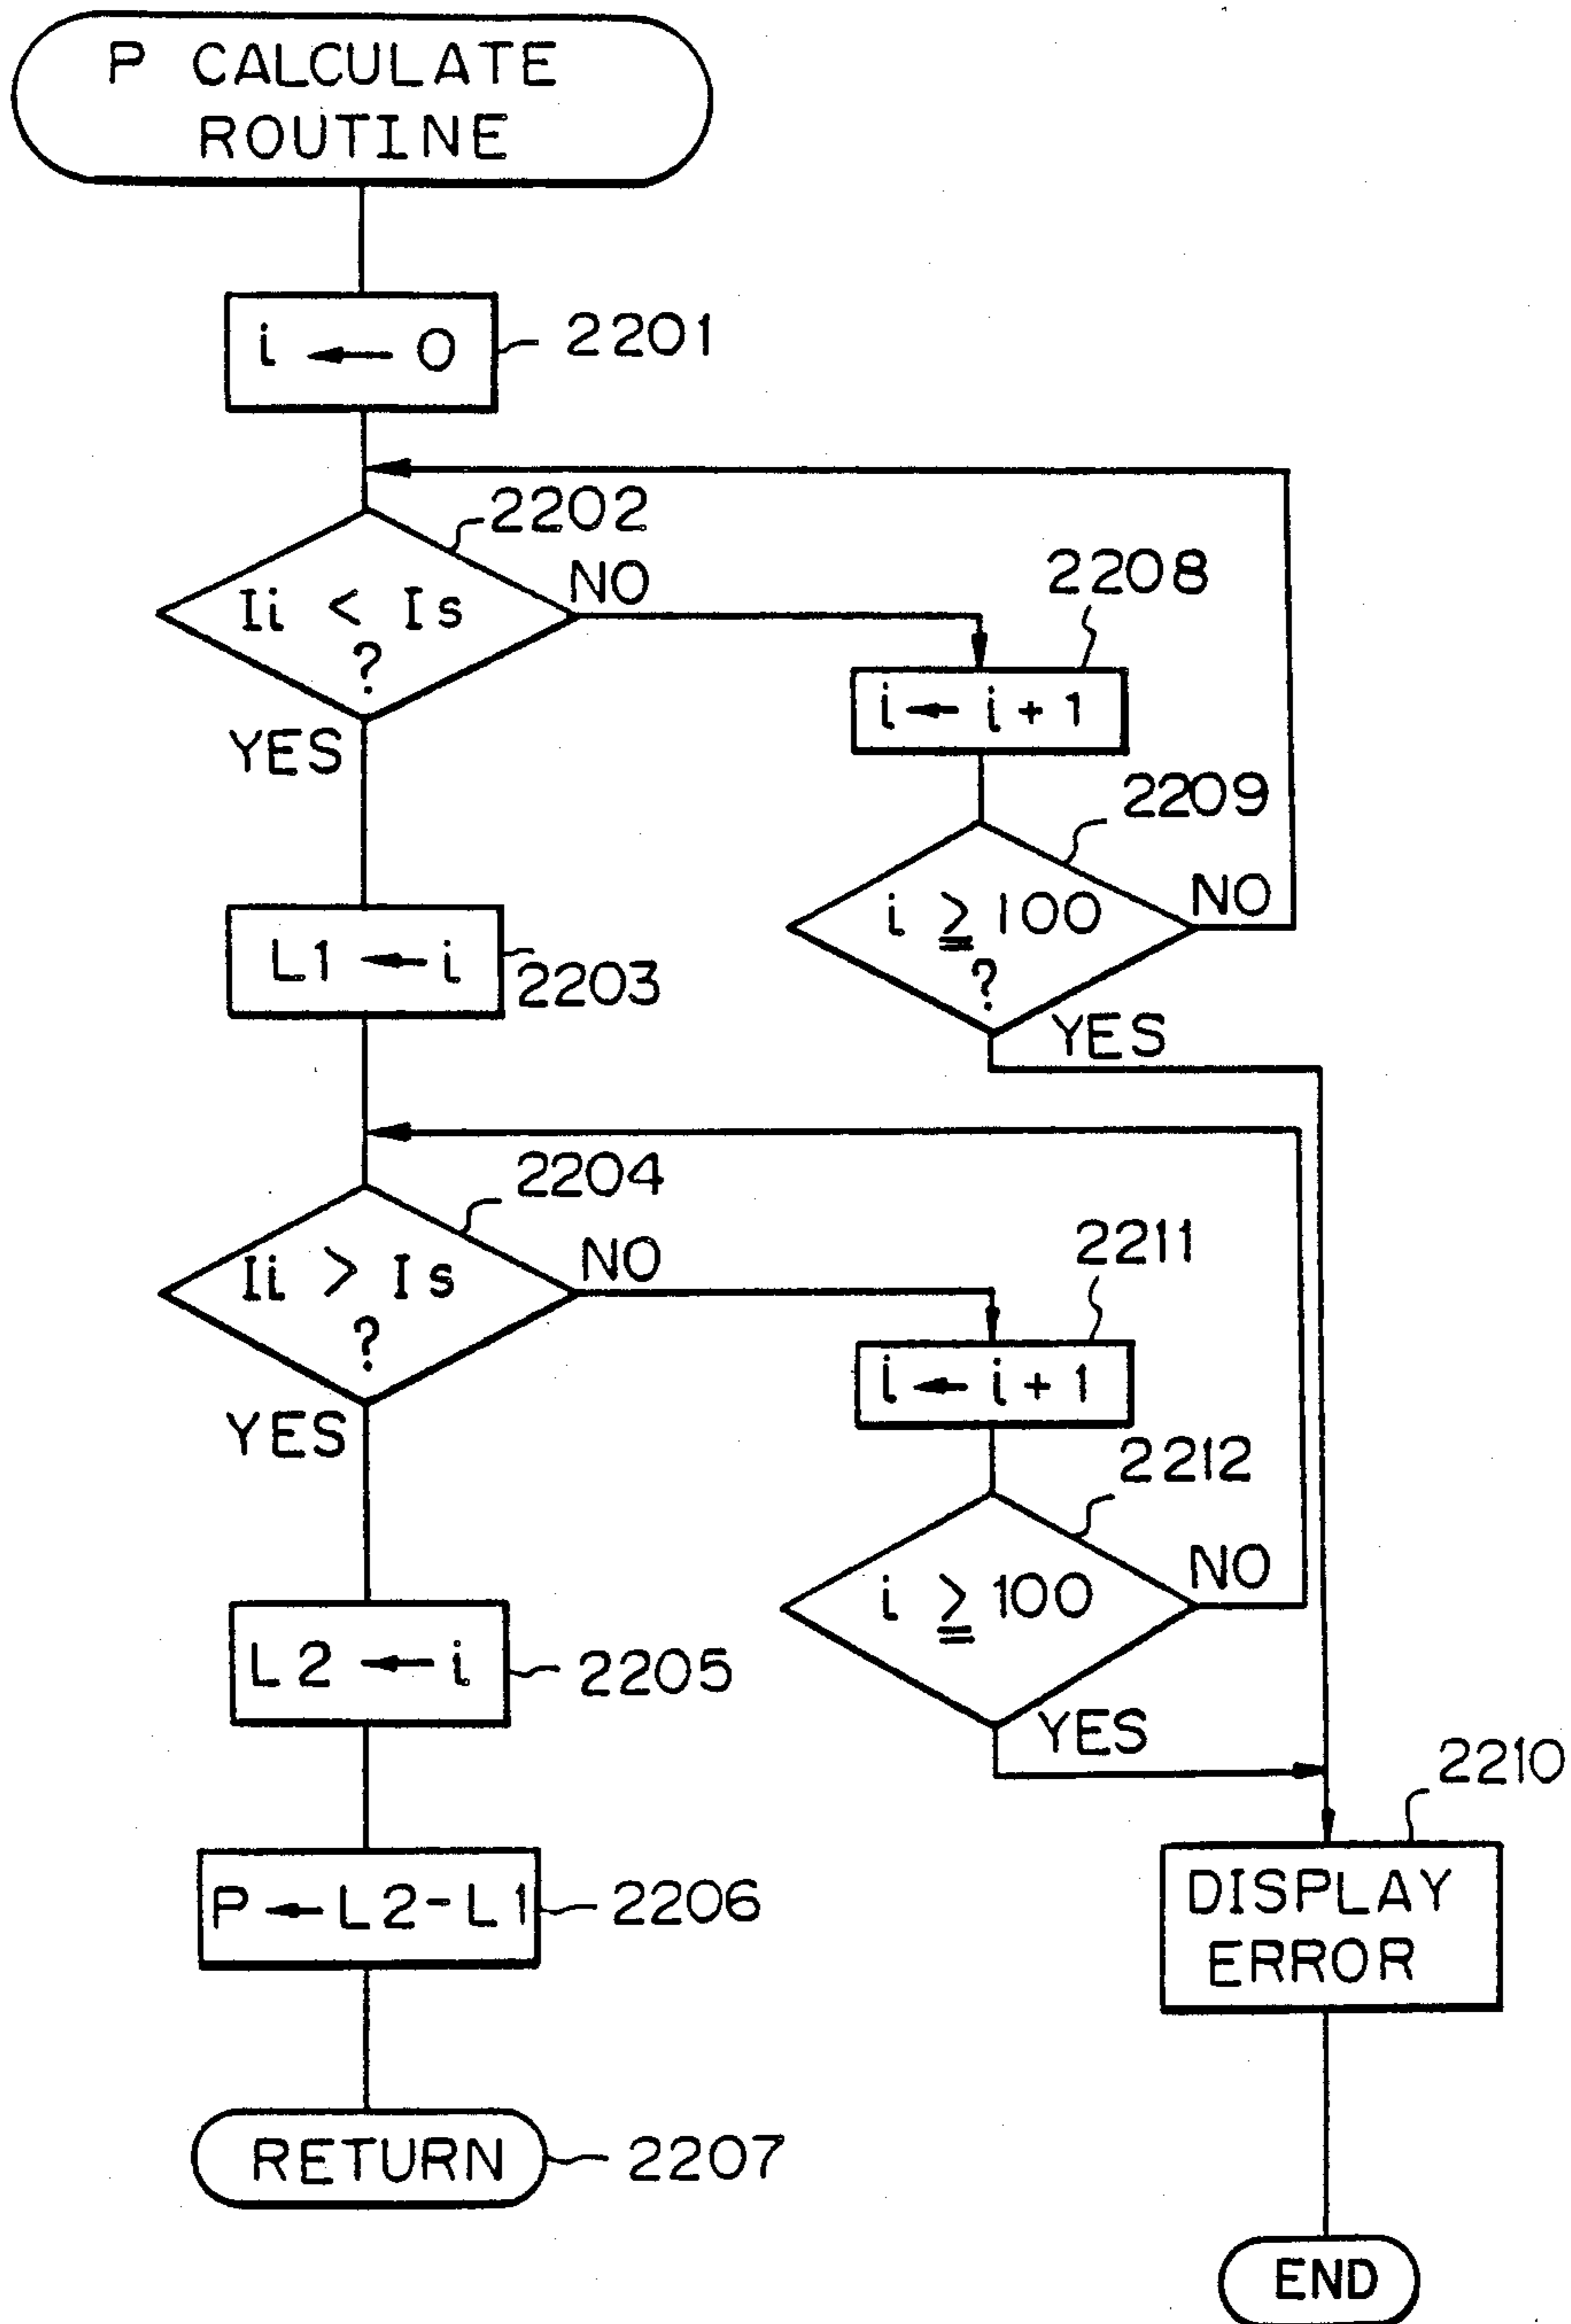 P CALCULATE
ROUTINE
i ← 0
2201
2202
Ii < Is
?
NO
YES
2208
i ← i + 1
2209
i ≧ 100
?
NO
YES
L1 ← i
2203
2204
Ii > Is
?
NO
YES
2211
i ← i + 1
2212
i ≧ 100
NO
YES
L2 ← i
2205
P ← L2-L1
2206
2210
DISPLAY
ERROR
RETURN
2207
END